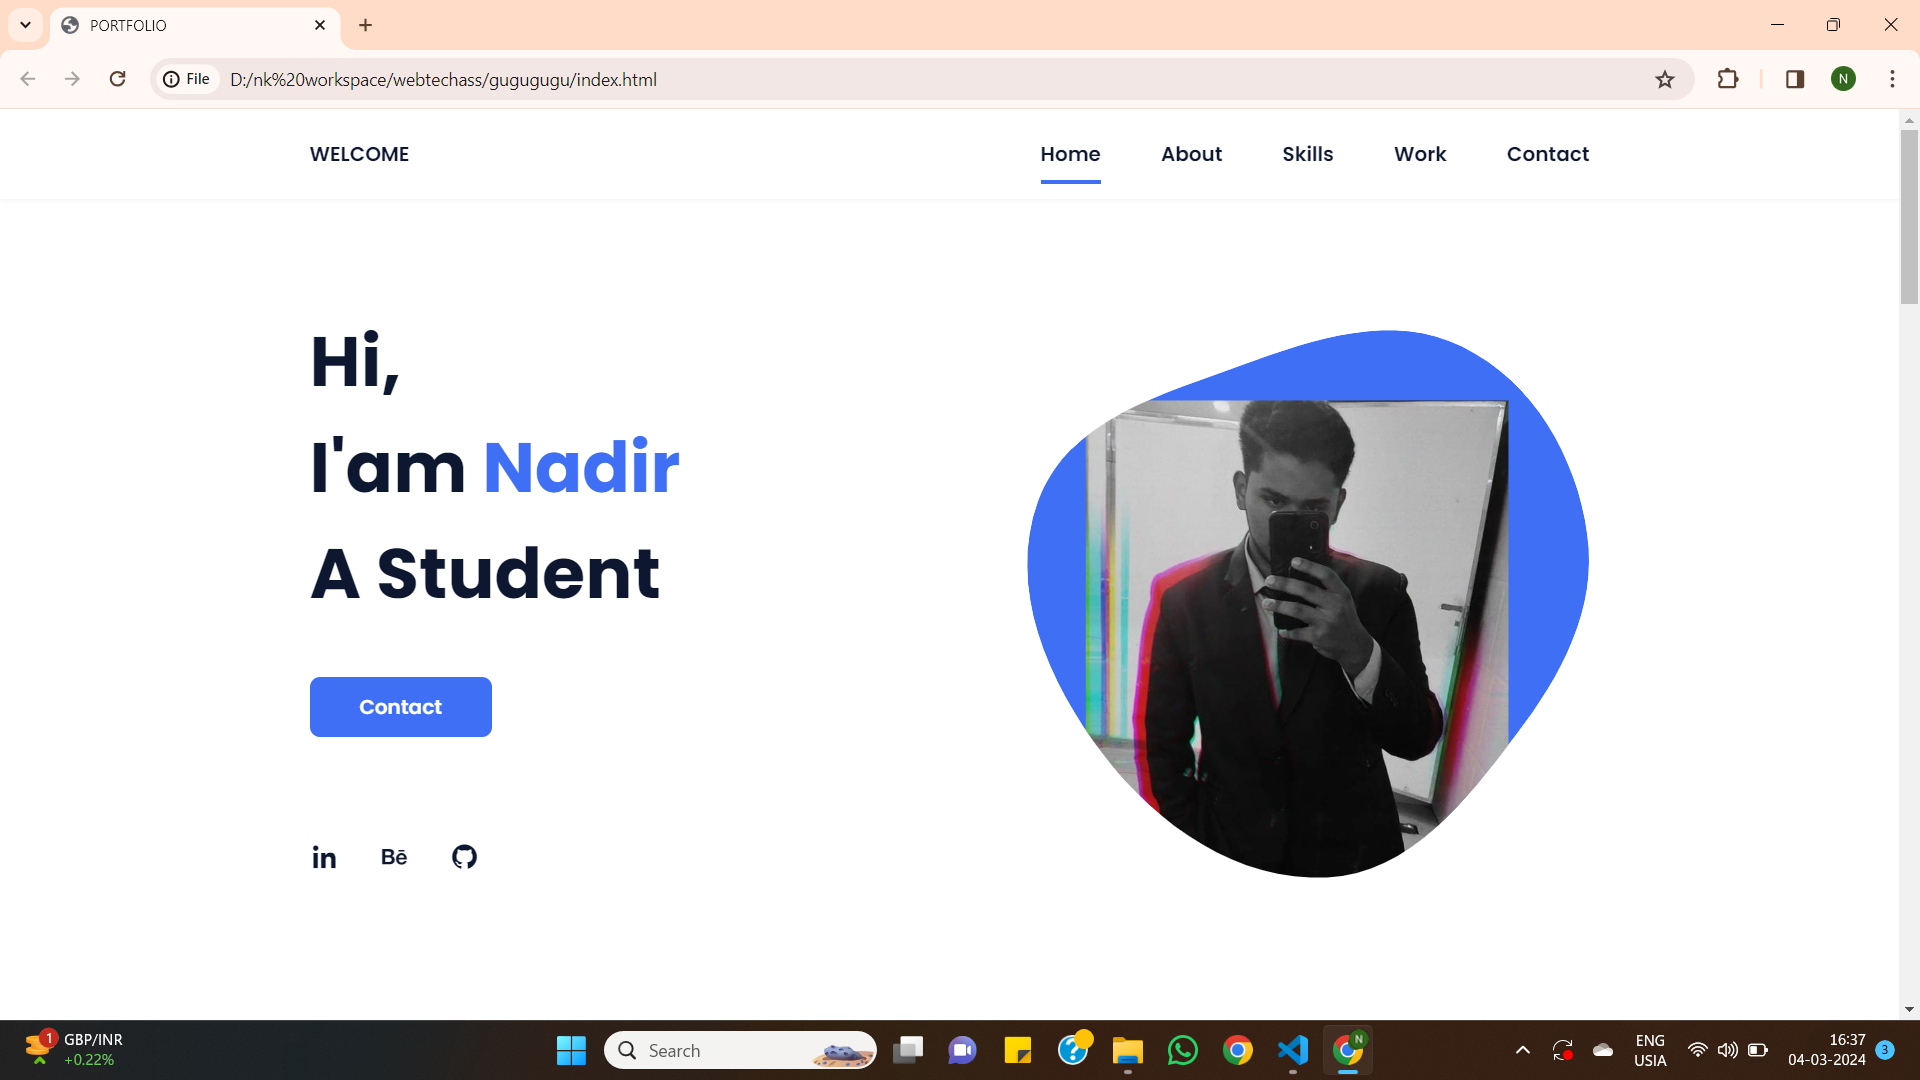 PORTFOLIO
File
D:/nk%20workspace/webtechass/gugugugu/index.html
N
WELCOME
Home
About
Skills
Work
Contact
Hi,
I'am Nadir
A Student
Contact
in
Bē
1
GBP/INR
+0.22%
Search
N
ENG
USIA
16:37
04-03-2024
3